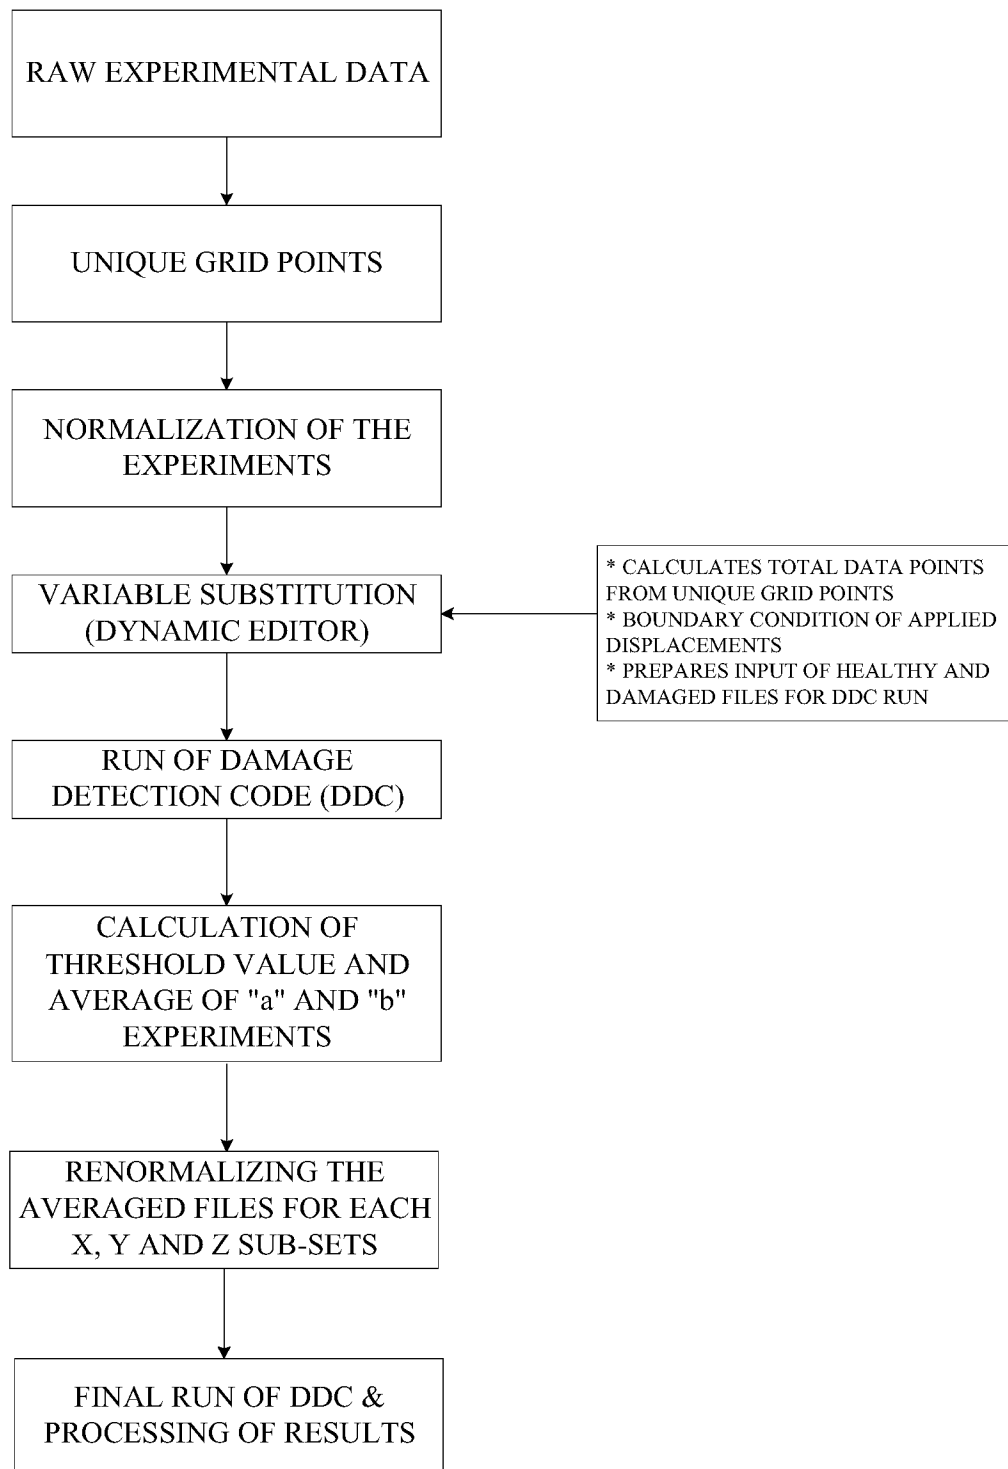 RAW EXPERIMENTAL DATA
UNIQUE GRID POINTS
NORMALIZATION OF THE
EXPERIMENTS
VARIABLE SUBSTITUTION
(DYNAMIC EDITOR)
* CALCULATES TOTAL DATA POINTS
FROM UNIQUE GRID POINTS
* BOUNDARY CONDITION OF APPLIED
DISPLACEMENTS
* PREPARES INPUT OF HEALTHY AND
DAMAGED FILES FOR DDC RUN
RUN OF DAMAGE
DETECTION CODE (DDC)
CALCULATION OF
THRESHOLD VALUE AND
AVERAGE OF "a" AND "b"
EXPERIMENTS
RENORMALIZING THE
AVERAGED FILES FOR EACH
X, Y AND Z SUB-SETS
FINAL RUN OF DDC &
PROCESSING OF RESULTS